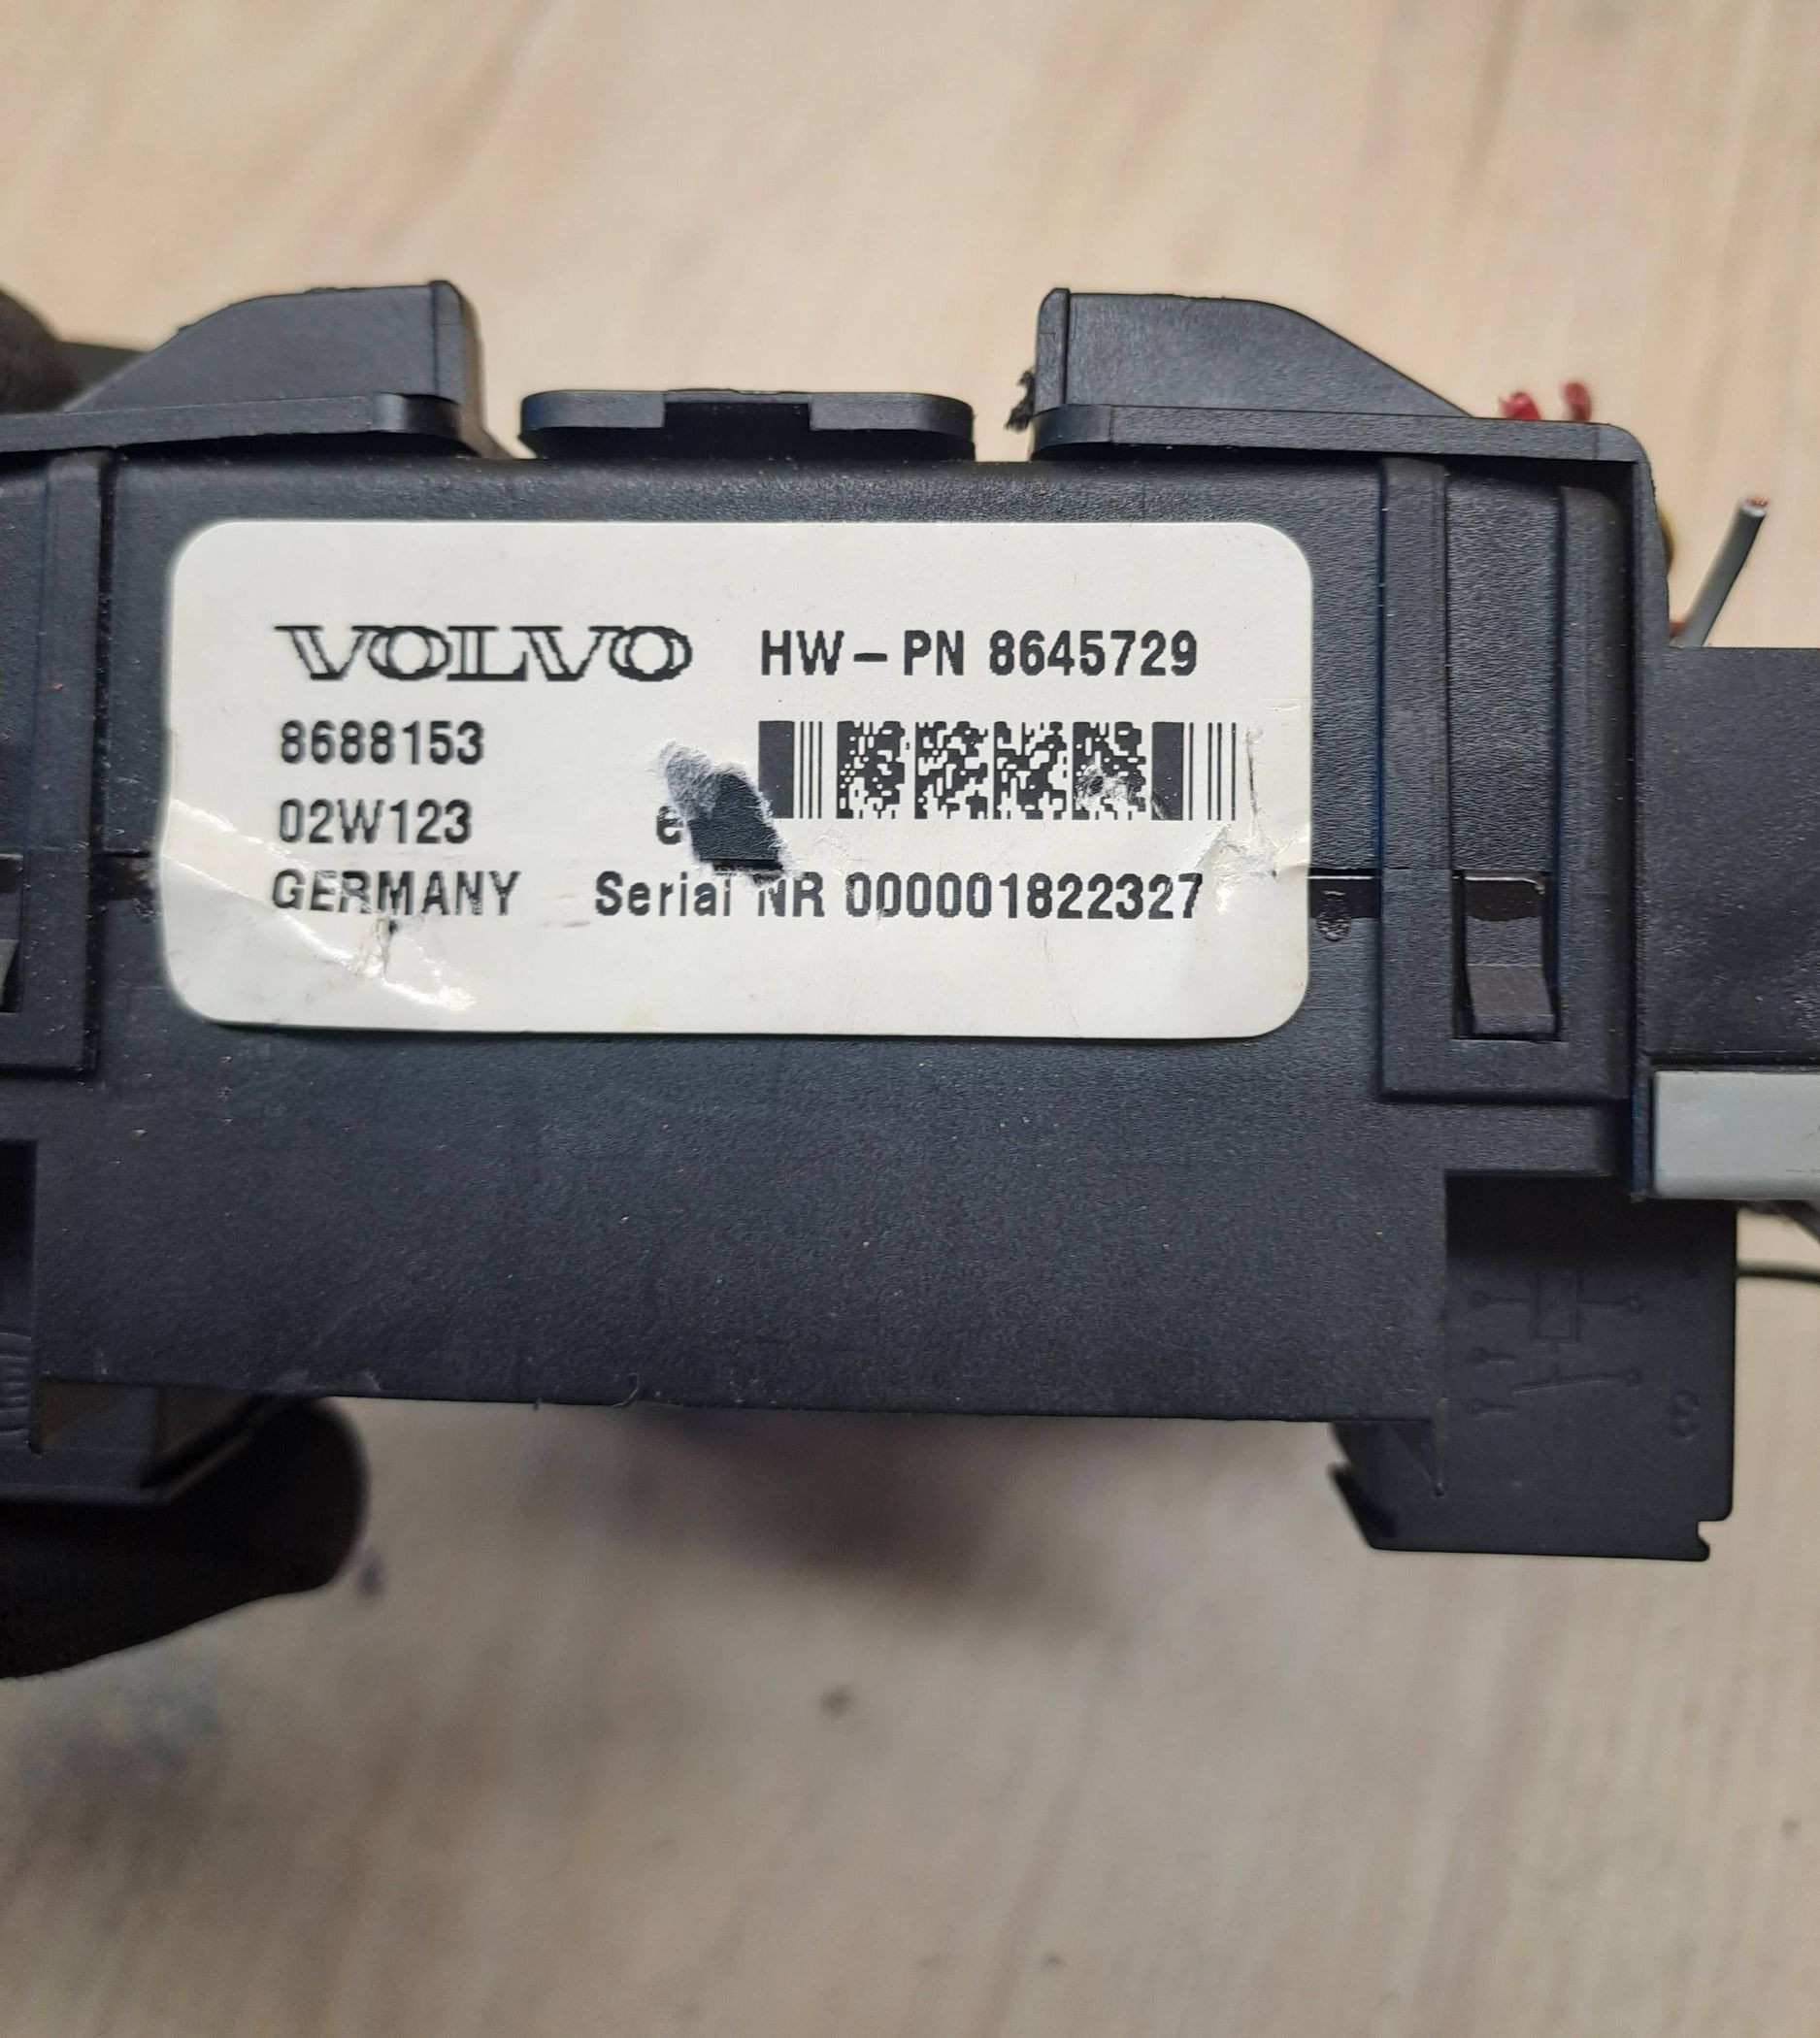 VOLVO HW-PN 8645729
8688153
02W123 e
GERMANY Serial NR 000001822327